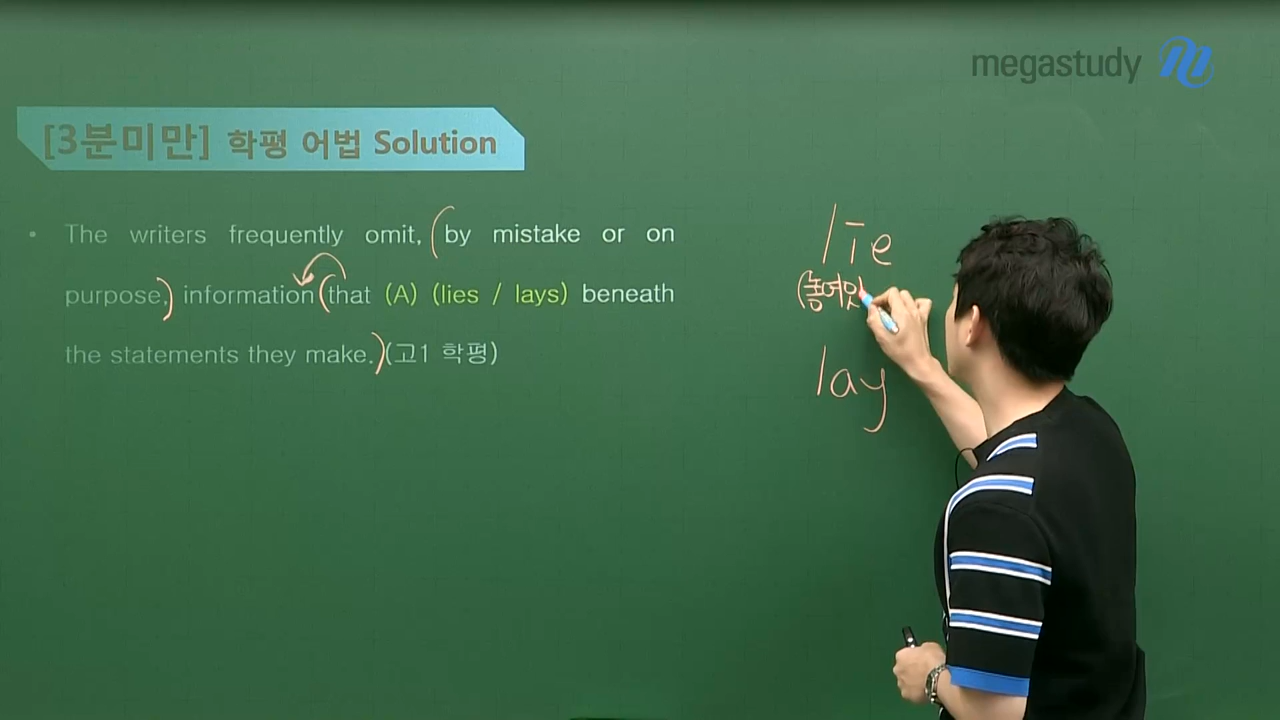 megastudy
[3분미만] 학평 어법 Solution
• The writers frequently omit, (by mistake or on
purpose,) information (that (A) (lies / lays) beneath
the statements they make.) (고1 학평)
lie
(놓여있
lay